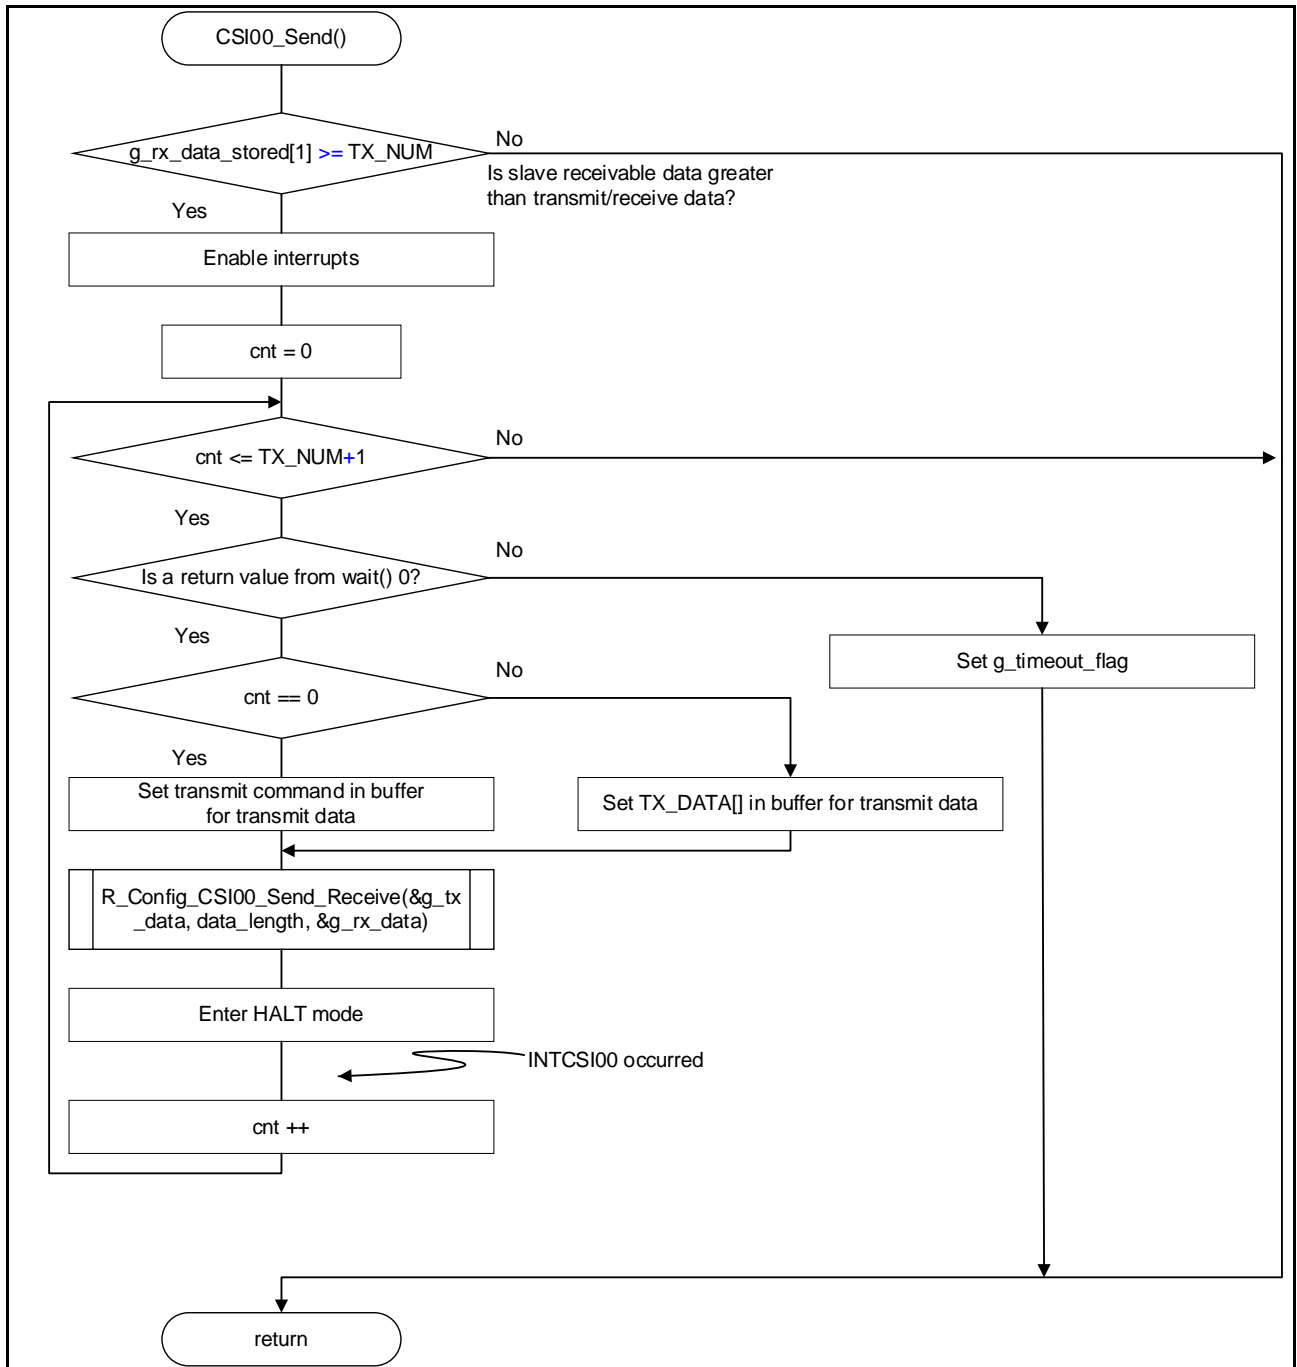 CSI00_Send()
g_rx_data_stored[1] >= TX_NUM
No
Is slave receivable data greater
than transmit/receive data?
Yes
Enable interrupts
cnt = 0
cnt <= TX_NUM+1
No
Yes
Is a return value from wait() 0?
No
Yes
Set g_timeout_flag
cnt == 0
No
Yes
Set transmit command in buffer
for transmit data
Set TX_DATA[] in buffer for transmit data
R_Config_CSI00_Send_Receive(&g_tx
_data, data_length, &g_rx_data)
Enter HALT mode
INTCSI00 occurred
cnt ++
return